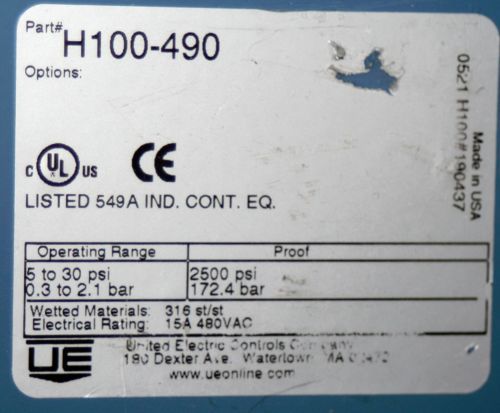 Part# H100-490
Options:
0521 H100#190437
Made in USA
C UL US CE
LISTED 549A IND. CONT. EQ.
Operating Range Proof
5 to 30 psi 2500 psi
0.3 to 2.1 bar 172.4 bar
Wetted Materials: 316 st/st
Electrical Rating: 15A 480VAC
UE
United Electric Controls Company
180 Dexter Ave. Watertown, MA 02472
www.ueonline.com